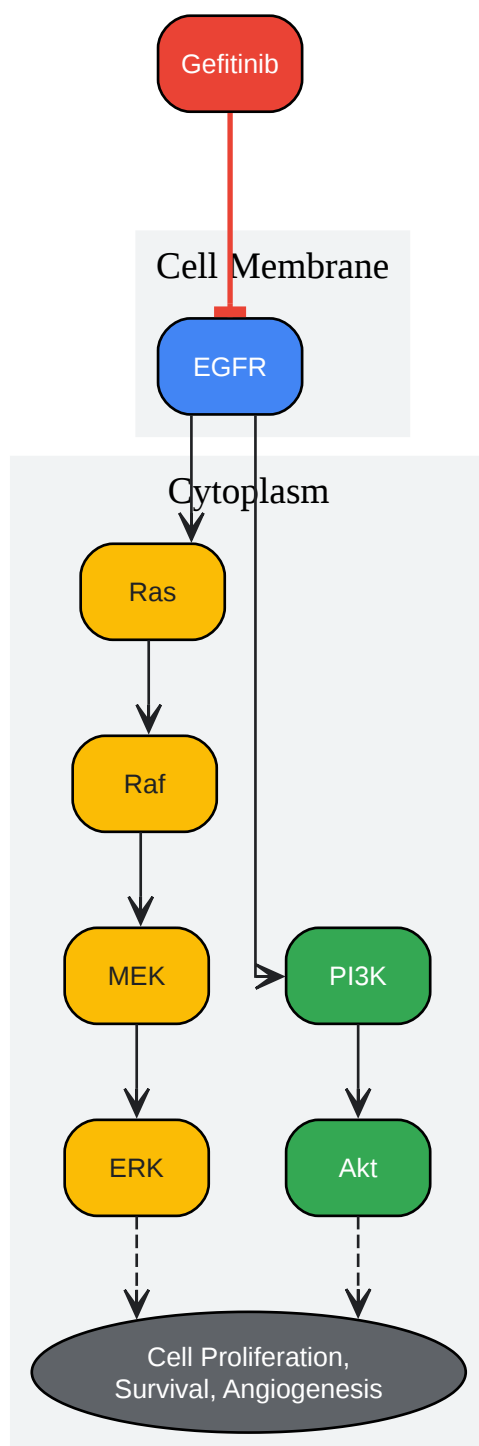 Gefitinib
Cell Membrane
EGFR
Cytoplasm
Ras
Raf
MEK
PI3K
ERK
Akt
Cell Proliferation,
Survival, Angiogenesis